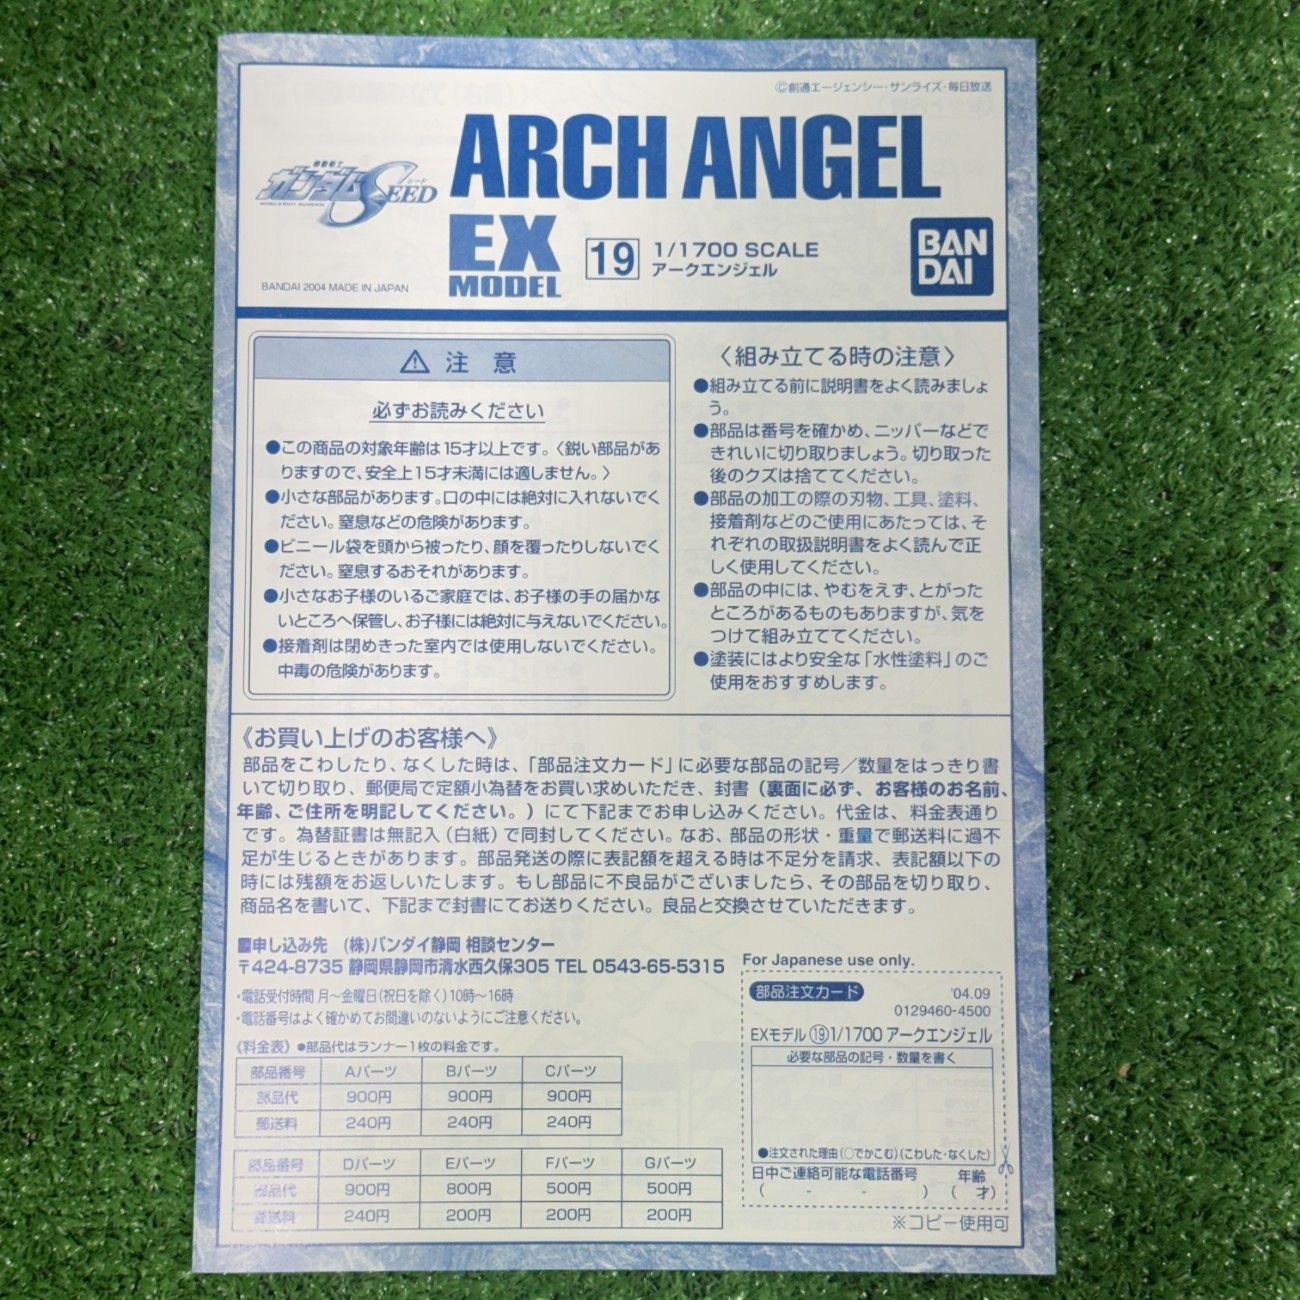 ©創通エージェンシー・サンライズ・毎日放送
ARCH ANGEL
機動戦士
ガンダムSEED
シード
MOBILE SUIT GUNDAM
EX
MODEL
19
1/1700 SCALE
アークエンジェル
BAN
DAI
BANDAI 2004 MADE IN JAPAN
⚠ 注 意
必ずお読みください
●この商品の対象年齢は15才以上です。〈鋭い部品があ
りますので、安全上15才未満には適しません。〉
●小さな部品があります。口の中には絶対に入れないでく
ださい。窒息などの危険があります。
●ビニール袋を頭から被ったり、顔を覆ったりしないでく
ださい。窒息するおそれがあります。
●小さなお子様のいるご家庭では、お子様の手の届かな
いところへ保管し、お子様には絶対に与えないでください。
●接着剤は閉めきった室内では使用しないでください。
中毒の危険があります。
〈組み立てる時の注意〉
●組み立てる前に説明書をよく読みましょ
う。
●部品は番号を確かめ、ニッパーなどで
きれいに切り取りましょう。切り取った
後のクズは捨ててください。
●部品の加工の際の刃物、工具、塗料、
接着剤などのご使用にあたっては、そ
れぞれの取扱説明書をよく読んで正
しく使用してください。
●部品の中には、やむをえず、とがった
ところがあるものもありますが、気を
つけて組み立ててください。
●塗装にはより安全な「水性塗料」のご
使用をおすすめします。
《お買い上げのお客様へ》
部品をこわしたり、なくした時は、「部品注文カード」に必要な部品の記号／数量をはっきり書
いて切り取り、郵便局で定額小為替をお買い求めいただき、封書（裏面に必ず、お客様のお名前、
年齢、ご住所を明記してください。）にて下記までお申し込みください。代金は、料金表通り
です。為替証書は無記入（白紙）で同封してください。なお、部品の形状・重量で郵送料に過不
足が生じるときがあります。部品発送の際に表記額を超える時は不足分を請求、表記額以下の
時には残額をお返しいたします。もし部品に不良品がございましたら、その部品を切り取り、
商品名を書いて、下記まで封書にてお送りください。良品と交換させていただきます。
■申し込み先 (株)バンダイ静岡 相談センター
〒424-8735 静岡県静岡市清水西久保305 TEL 0543-65-5315
・電話受付時間 月～金曜日(祝日を除く)10時～16時
・電話番号はよく確かめてお間違いのないようにご注意ください。
《料金表》●部品代はランナー1枚の料金です。
部品番号 Aパーツ Bパーツ Cパーツ
部品代 900円 900円 900円
郵送料 240円 240円 240円
部品番号 Dパーツ Eパーツ Fパーツ Gパーツ
部品代 900円 800円 500円 500円
郵送料 240円 200円 200円 200円
For Japanese use only.
部品注文カード
'04.09
0129460-4500
EXモデル⑲1/1700 アークエンジェル
必要な部品の記号・数量を書く
●注文された理由(○でかこむ)(こわした・なくした)
日中ご連絡可能な電話番号 年齢
( - - ) ( 才)
※コピー使用可